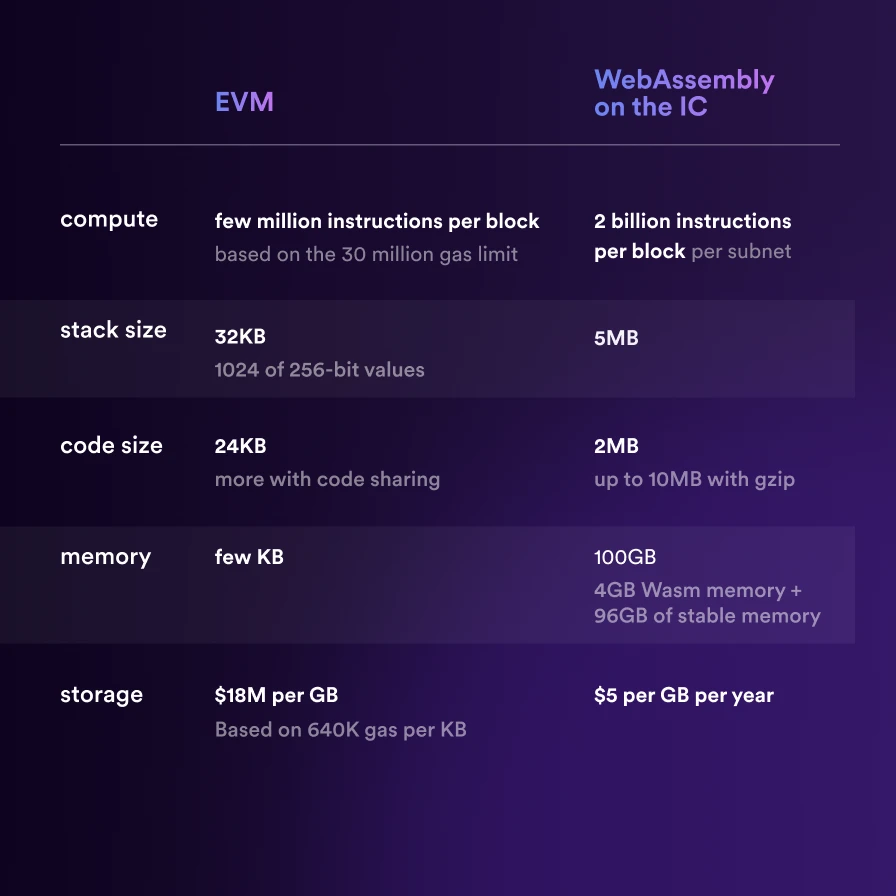 EVM
WebAssembly
on the IC
compute
few million instructions per block
based on the 30 million gas limit
2 billion instructions
per block per subnet
stack size
32KB
1024 of 256-bit values
5MB
code size
24KB
more with code sharing
2MB
up to 10MB with gzip
memory
few KB
100GB
4GB Wasm memory +
96GB of stable memory
storage
$18M per GB
Based on 640K gas per KB
$5 per GB per year